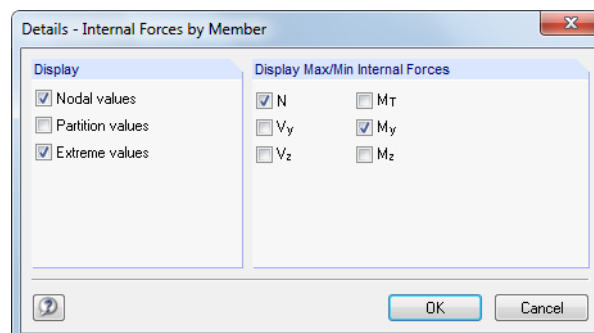 Details - Internal Forces by Member
Display
Nodal values
Partition values
Extreme values
Display Max/Min Internal Forces
N
MT
Vy
My
Vz
Mz
OK
Cancel